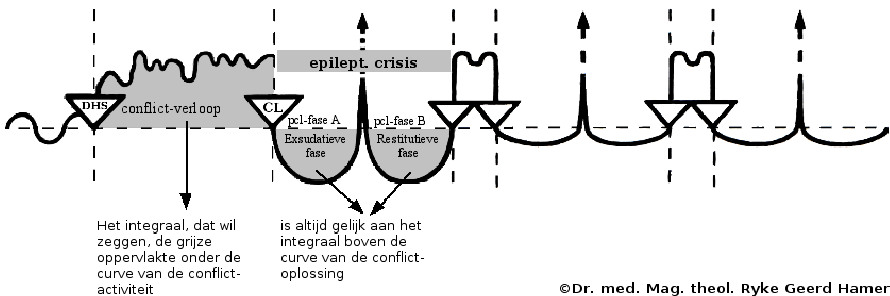 epilept. crisis
DHS
conflict-verloop
CL
pcl-fase A
pcl-fase B
Exsudatieve
fase
Restitutieve
fase
Het integraal, dat wil
zeggen, de grijze
oppervlakte onder de
curve van de conflict-
activiteit
is altijd gelijk aan het
integraal boven de
curve van de conflict-
oplossing
©Dr. med. Mag. theol. Ryke Geerd Hamer